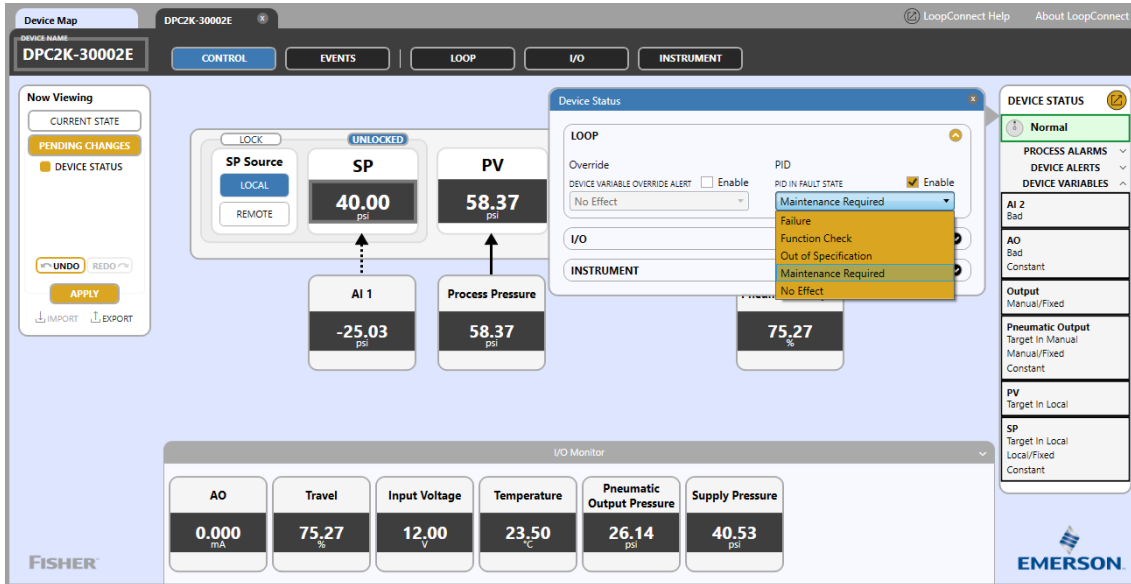 Device Map
DPC2K-30002E
LoopConnect Help
About LoopConnect
DEVICE NAME
DPC2K-30002E
CONTROL
EVENTS
LOOP
I/O
INSTRUMENT
Now Viewing
CURRENT STATE
PENDING CHANGES
DEVICE STATUS
UNDO
REDO
APPLY
IMPORT
EXPORT
LOCK
UNLOCKED
SP Source
LOCAL
REMOTE
SP
40.00
psi
PV
58.37
psi
AI 1
-25.03
psi
Process Pressure
58.37
psi
75.27
%
Device Status
LOOP
Override
PID
DEVICE VARIABLE OVERRIDE ALERT
Enable
PID IN FAULT STATE
Enable
No Effect
Maintenance Required
Failure
Function Check
Out of Specification
Maintenance Required
No Effect
I/O
INSTRUMENT
DEVICE STATUS
Normal
PROCESS ALARMS
DEVICE ALERTS
DEVICE VARIABLES
AI 2
Bad
AO
Bad
Constant
Output
Manual/Fixed
Pneumatic Output
Target In Manual
Manual/Fixed
Constant
PV
Target In Local
SP
Target In Local
Local/Fixed
Constant
I/O Monitor
AO
0.000
mA
Travel
75.27
%
Input Voltage
12.00
V
Temperature
23.50
°C
Pneumatic
Output Pressure
26.14
psi
Supply Pressure
40.53
psi
FISHER
EMERSON